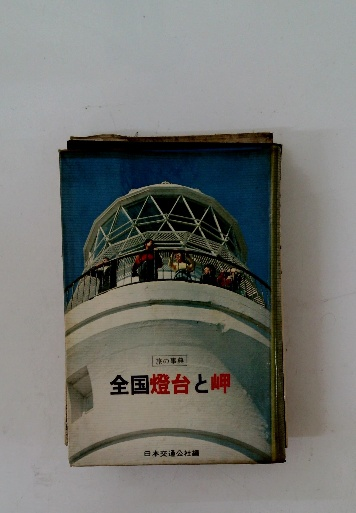 旅の事典
全国燈台と岬
日本交通公社編